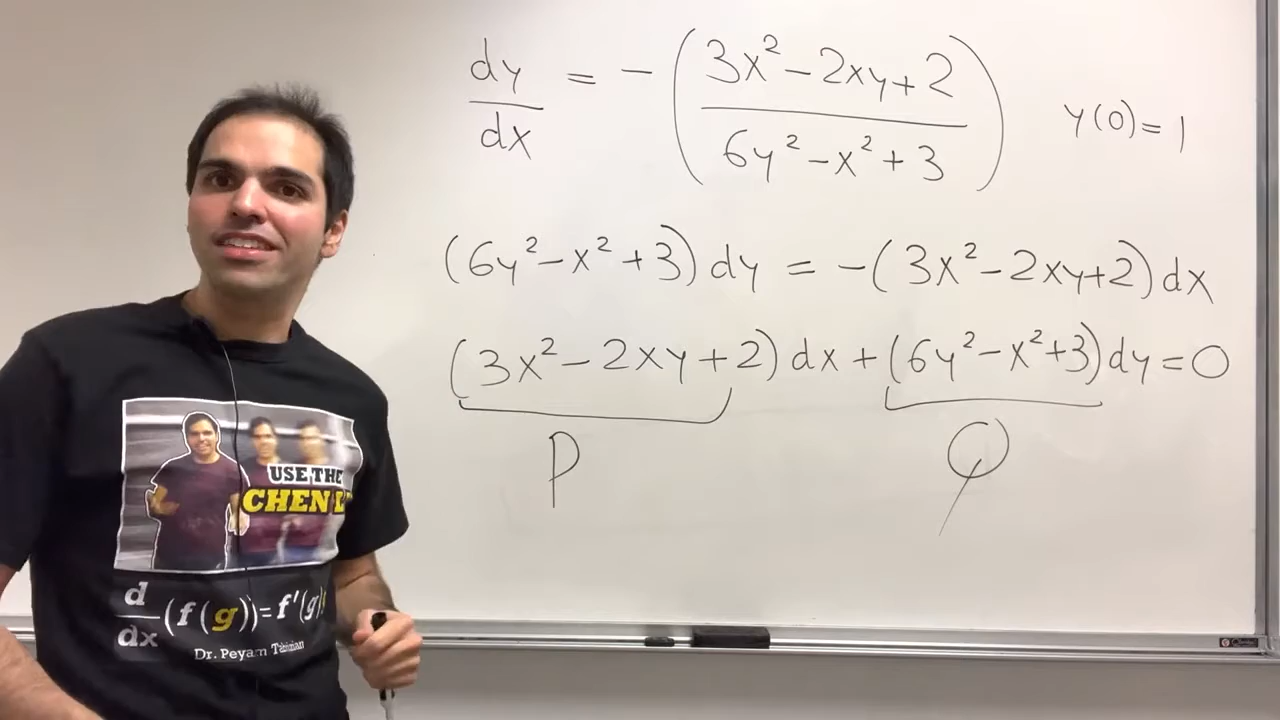 dy/dx = - ( (3x² - 2xy + 2) / (6y² - x² + 3) )   y(0) = 1
(6y² - x² + 3) dy = -(3x² - 2xy + 2) dx
(3x² - 2xy + 2) dx + (6y² - x² + 3) dy = 0
P   Q
USE THE
CHEN
d/dx (f(g)) = f'(g)
Dr. Peyam